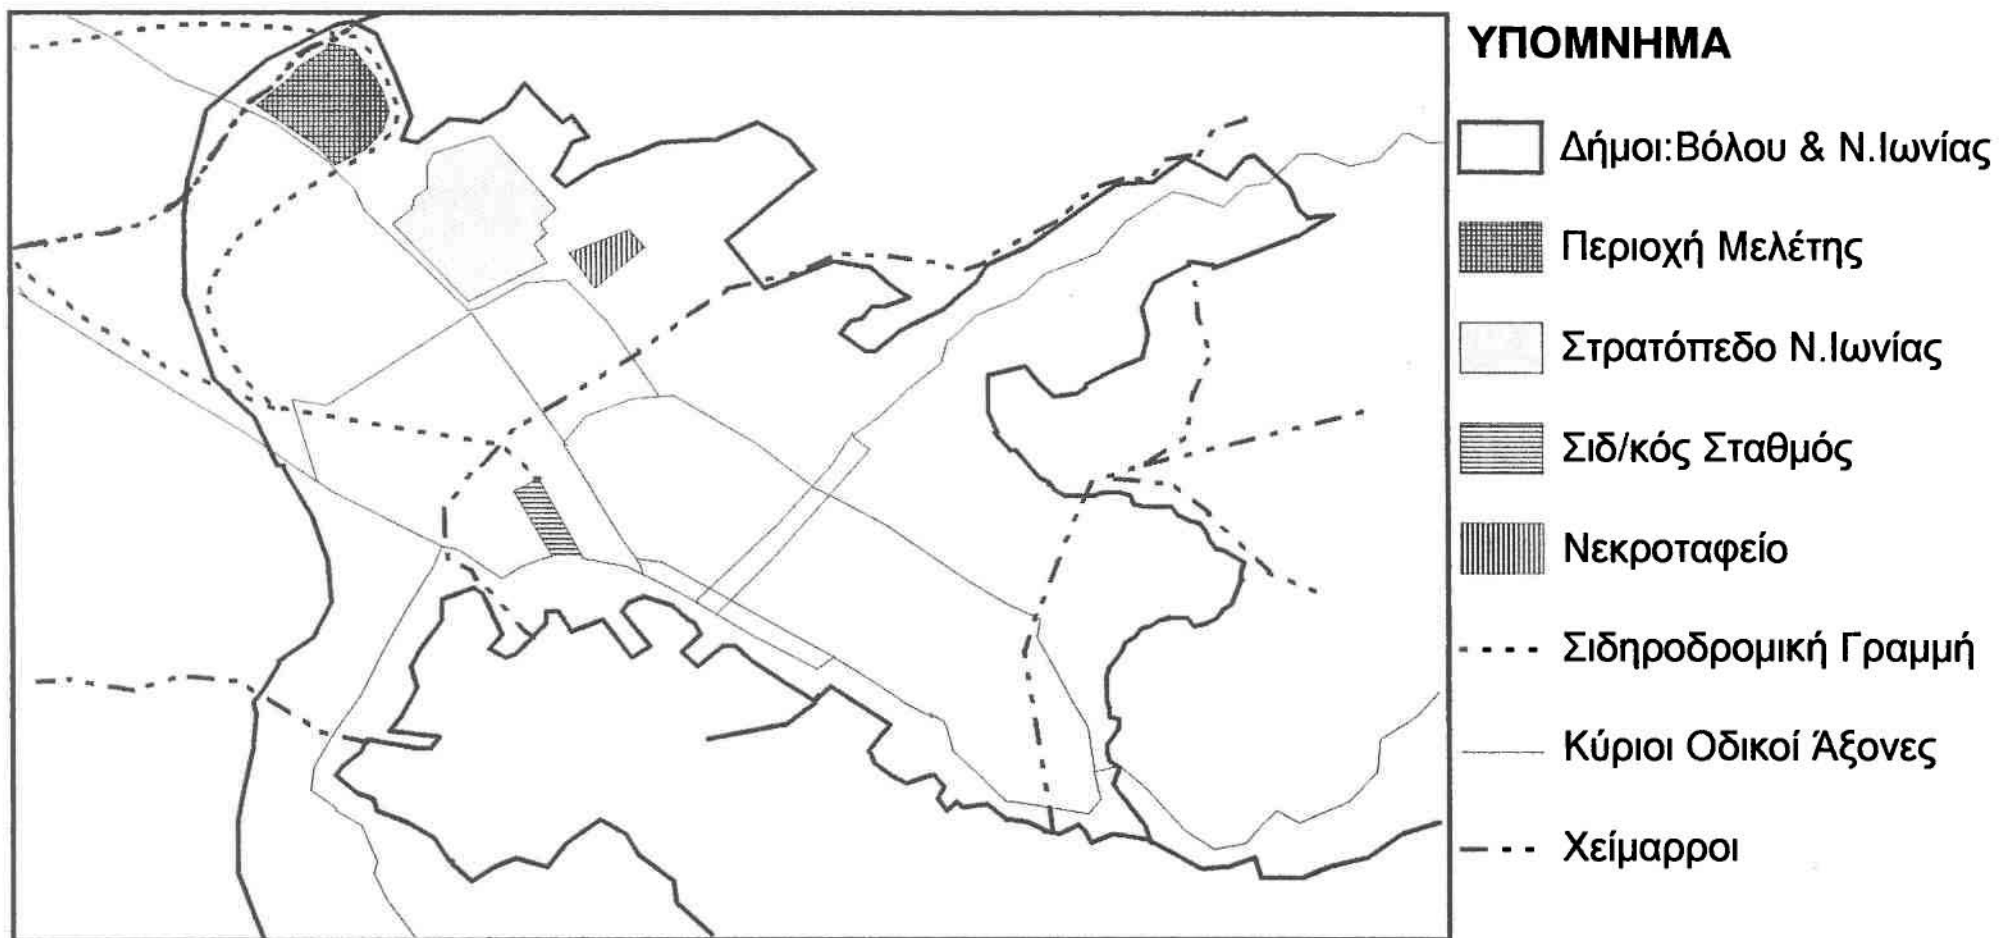 ΥΠΟΜΝΗΜΑ
Δήμοι:Βόλου & Ν.Ιωνίας
Περιοχή Μελέτης
Στρατόπεδο Ν.Ιωνίας
Σιδ/κός Σταθμός
Νεκροταφείο
Σιδηροδρομική Γραμμή
Κύριοι Οδικοί Άξονες
Χείμαρροι